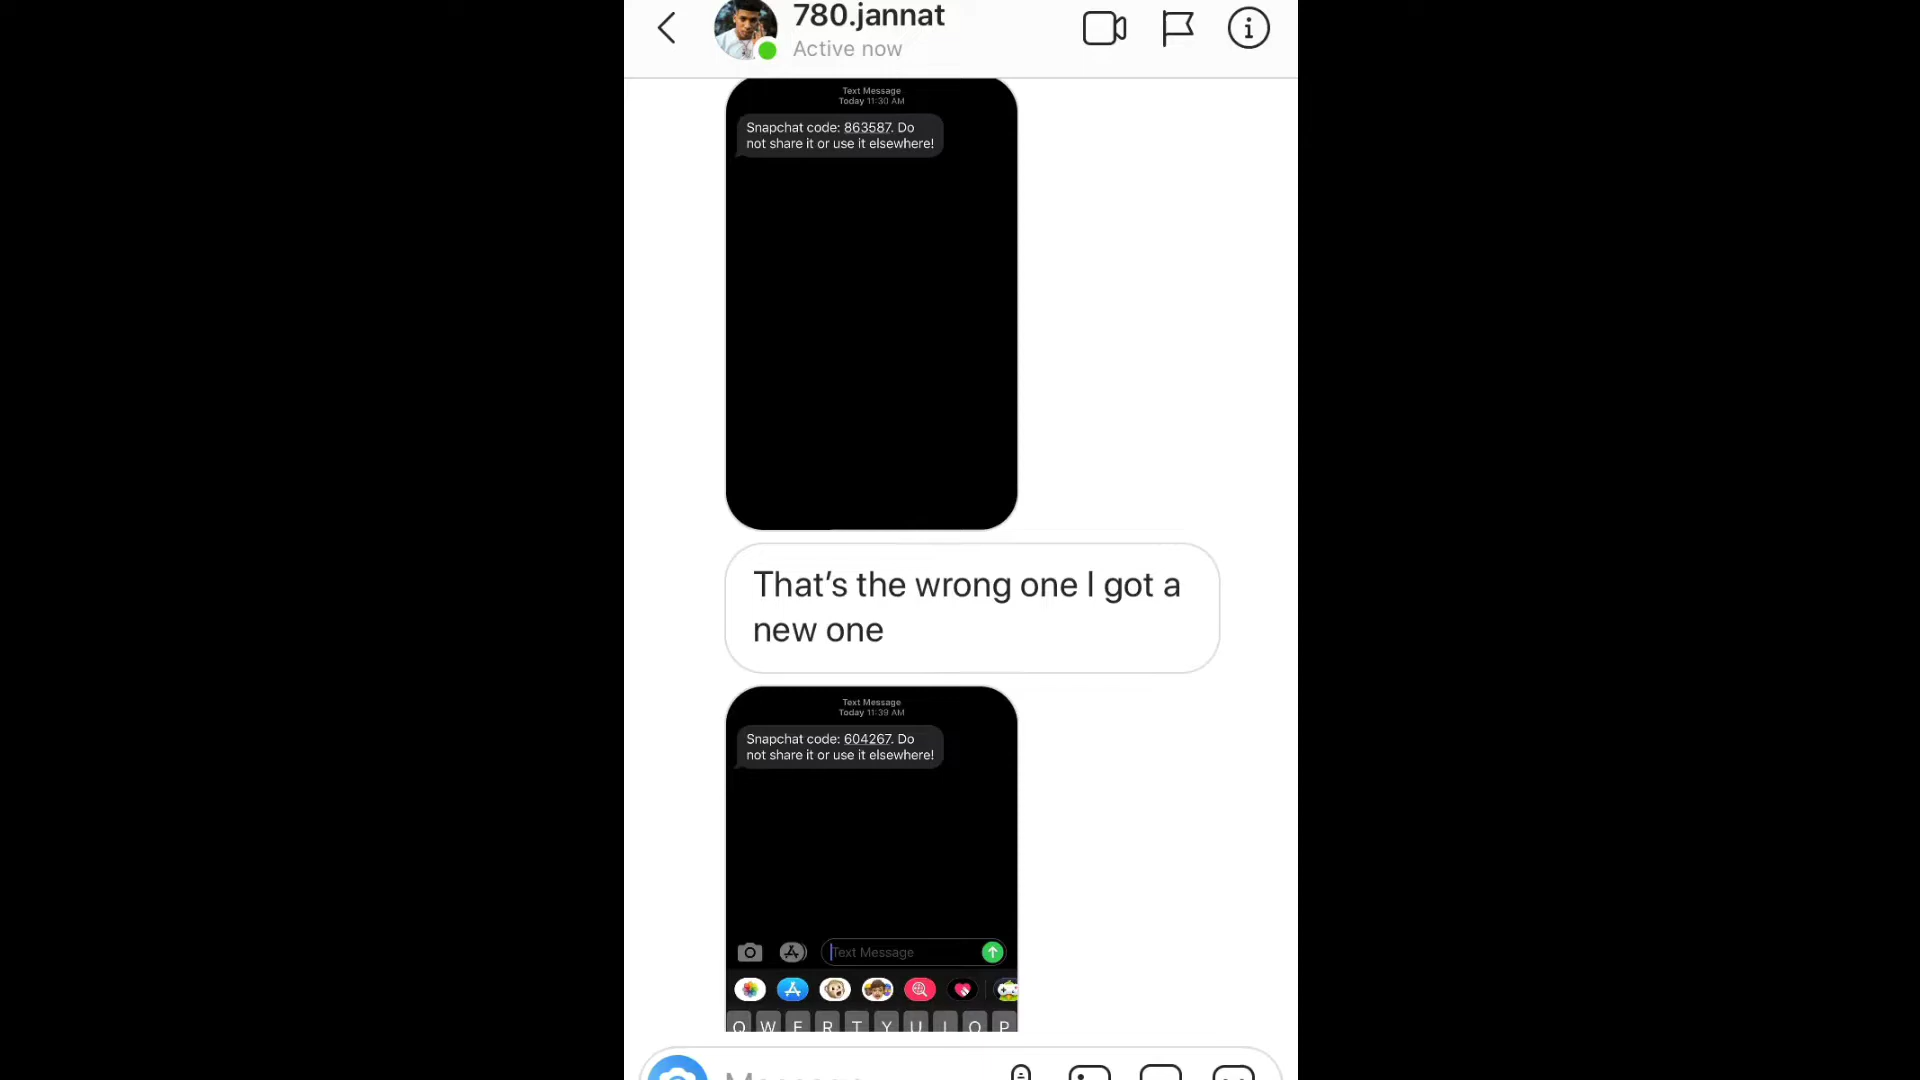 780.jannat
Active now
Text Message
Today 11:30 AM
Snapchat code: 863587. Do
not share it or use it elsewhere!
That’s the wrong one I got a
new one
Text Message
Today 11:39 AM
Snapchat code: 604267. Do
not share it or use it elsewhere!
Text Message
Q W E R T Y U I O P